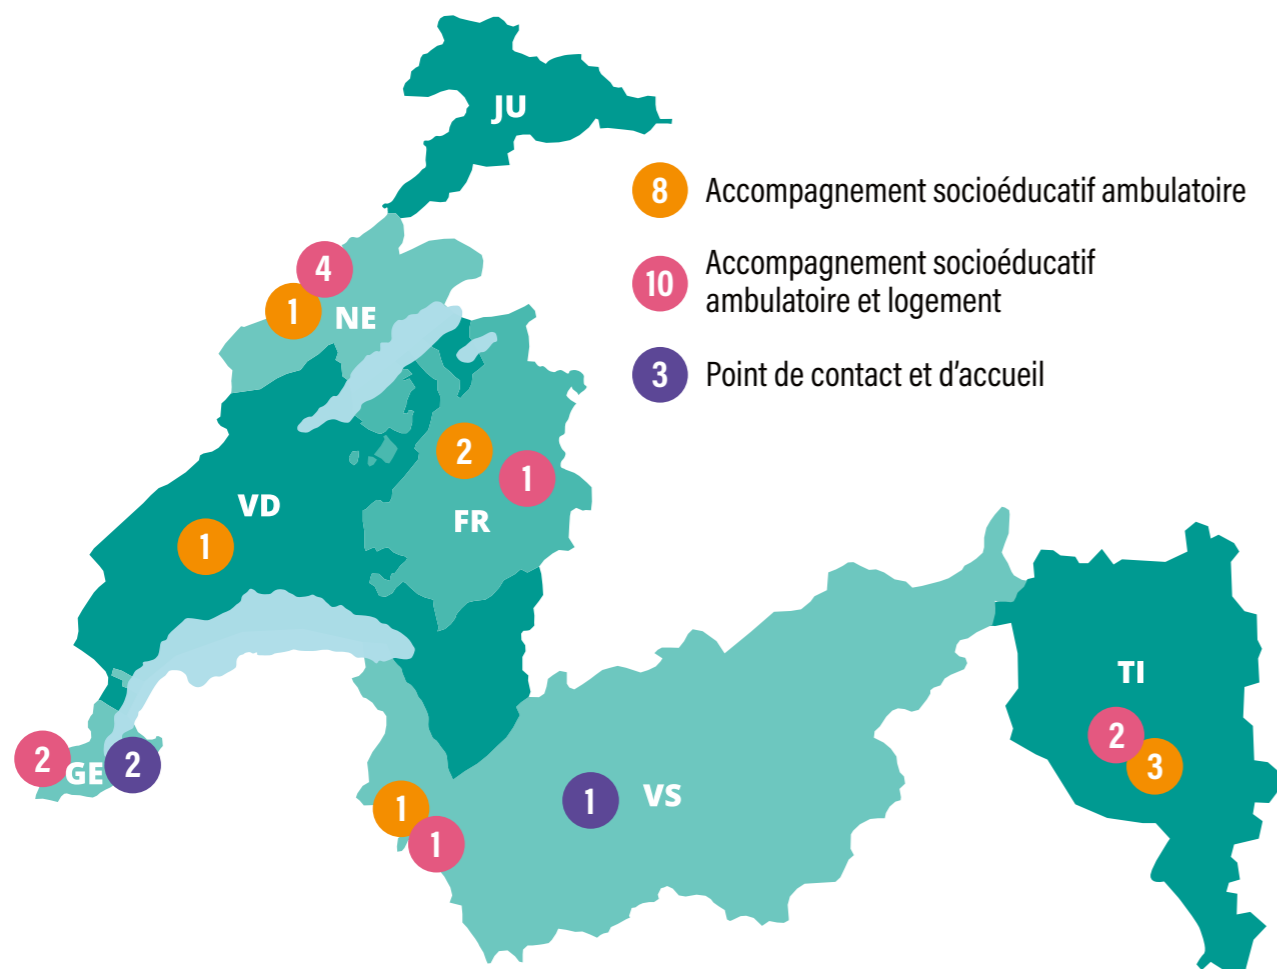 JU
8 Accompagnement socioéducatif ambulatoire
10 Accompagnement socioéducatif
ambulatoire et logement
3 Point de contact et d’accueil
4
1
NE
2
1
FR
VD
1
TI
2
3
2
GE
2
1
1
1
VS